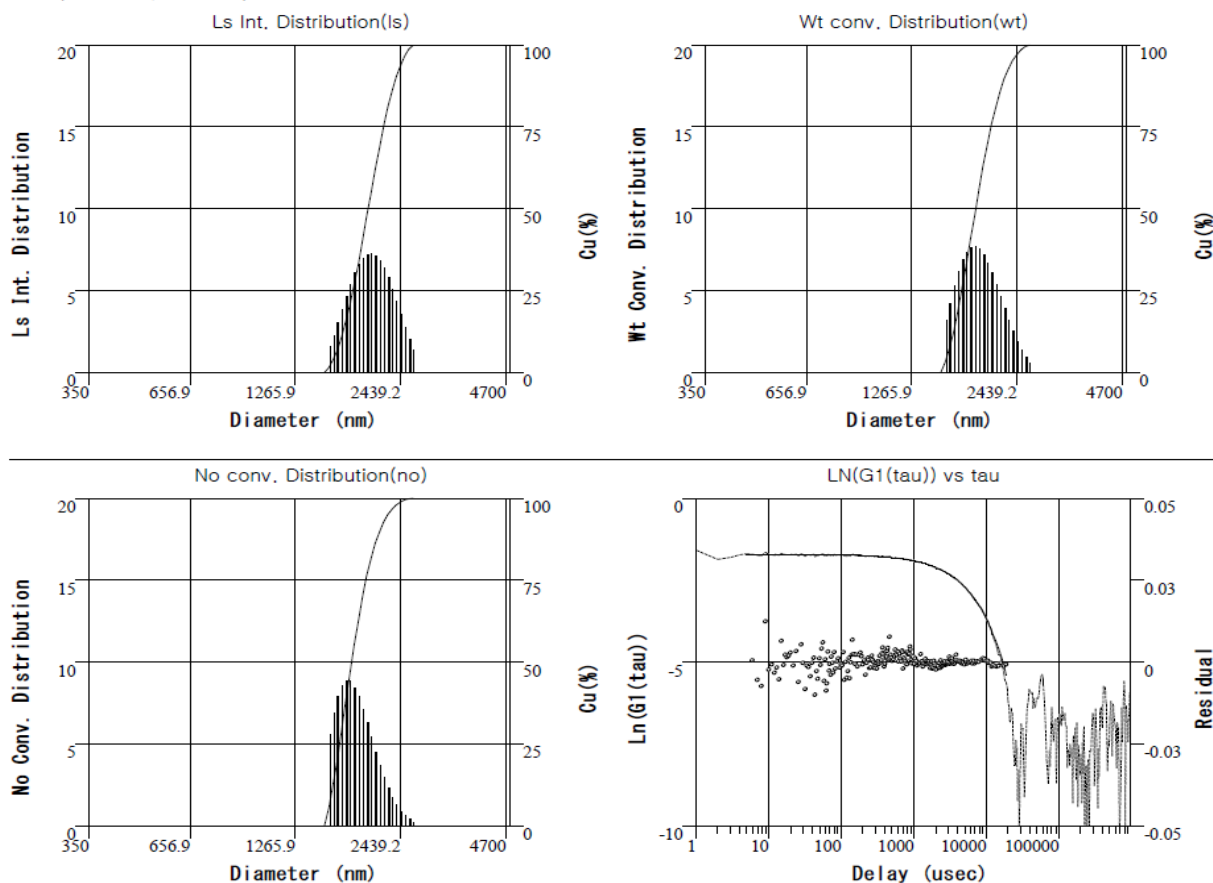 Ls Int. Distribution(ls)
20
15
10
5
0
100
75
50
25
0
Ls Int. Distribution
Cu(%)
350 656.9 1265.9 2439.2 4700
Diameter (nm)
Wt conv. Distribution(wt)
20
15
10
5
0
100
75
50
25
0
Wt Conv. Distribution
Cu(%)
350 656.9 1265.9 2439.2 4700
Diameter (nm)
No conv. Distribution(no)
20
15
10
5
0
100
75
50
25
0
No Conv. Distribution
Cu(%)
350 656.9 1265.9 2439.2 4700
Diameter (nm)
LN(G1(tau)) vs tau
0
-5
-10
0.05
0.03
0
-0.03
-0.05
Ln(G1(tau))
Residual
1 10 100 1000 10000 100000
Delay (usec)